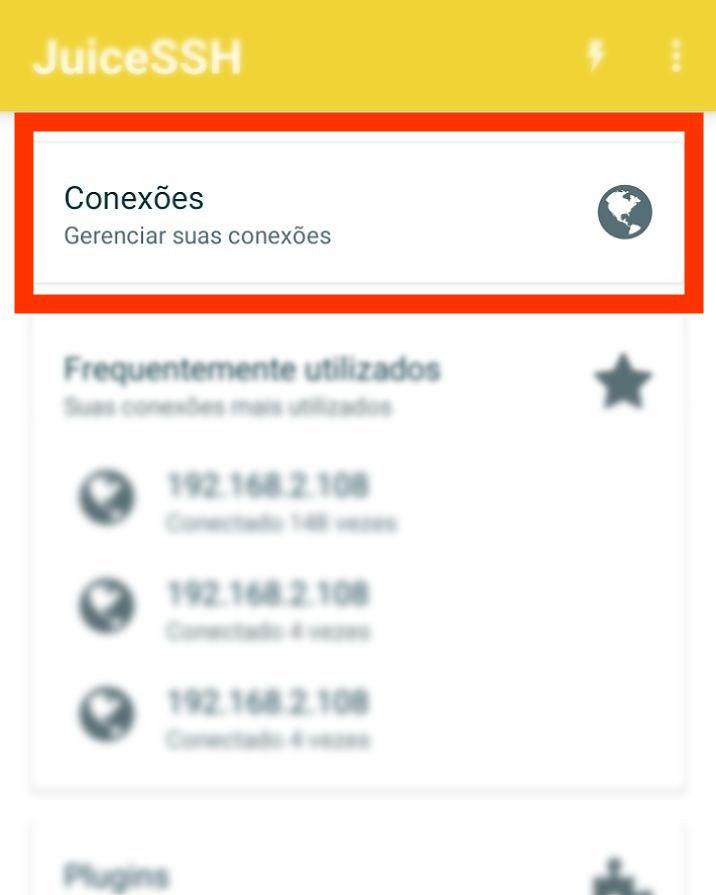 JuiceSSH
Conexões
Gerenciar suas conexões
Frequentemente utilizados
Suas conexões mais utilizados
192.168.2.108
Conectado 148 vezes
192.168.2.108
Conectado 4 vezes
192.168.2.108
Conectado 4 vezes
Plugins